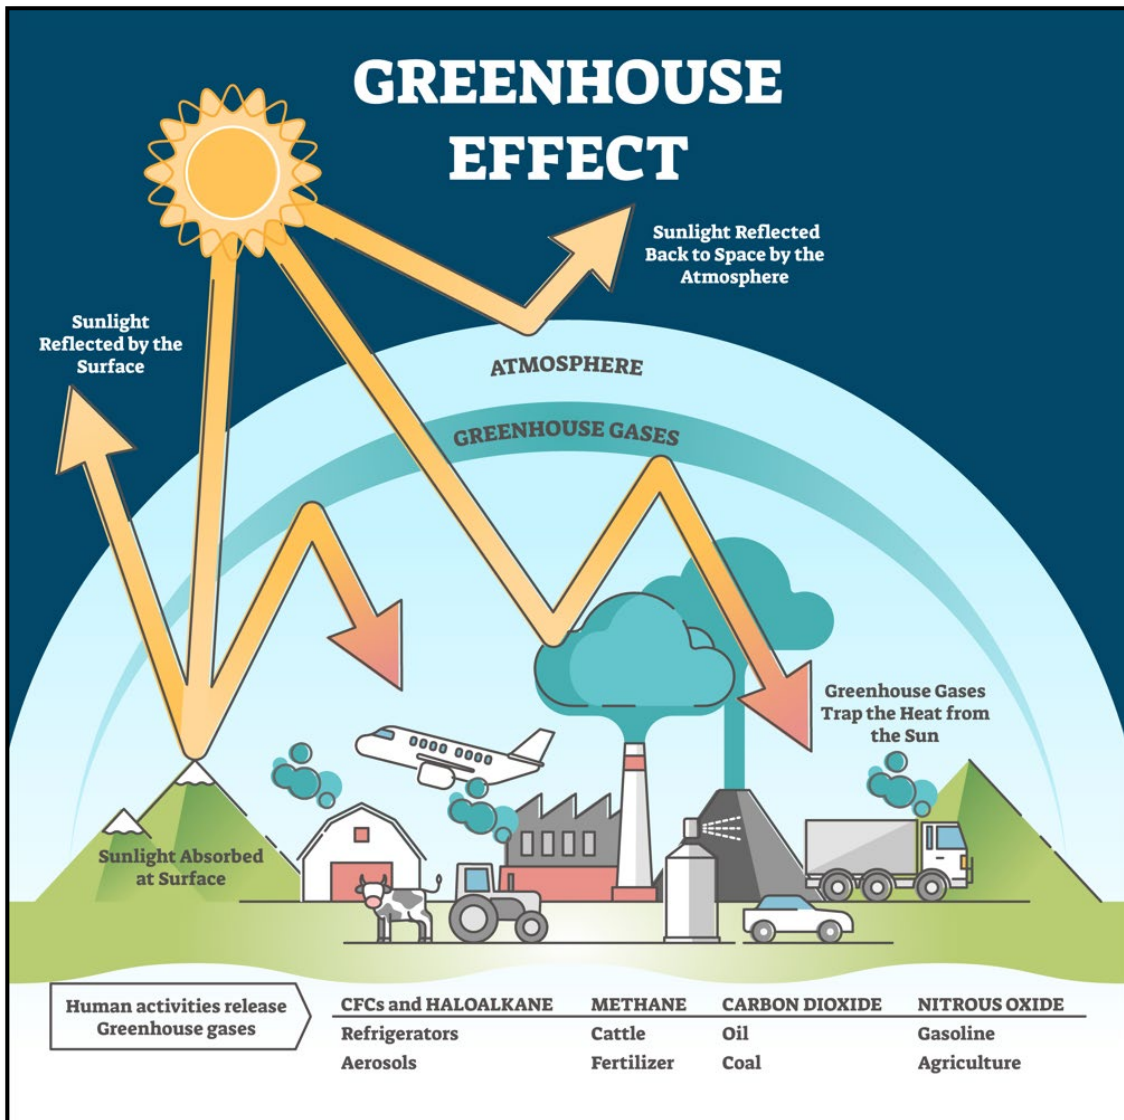 GREENHOUSE
EFFECT
Sunlight Reflected
Back to Space by the
Atmosphere
Sunlight
Reflected by the
Surface
ATMOSPHERE
GREENHOUSE GASES
Greenhouse Gases
Trap the Heat from
the Sun
Sunlight Absorbed
at Surface
Human activities release
Greenhouse gases
CFCs and HALOALKANE METHANE CARBON DIOXIDE NITROUS OXIDE
Refrigerators Cattle Oil Gasoline
Aerosols Fertilizer Coal Agriculture